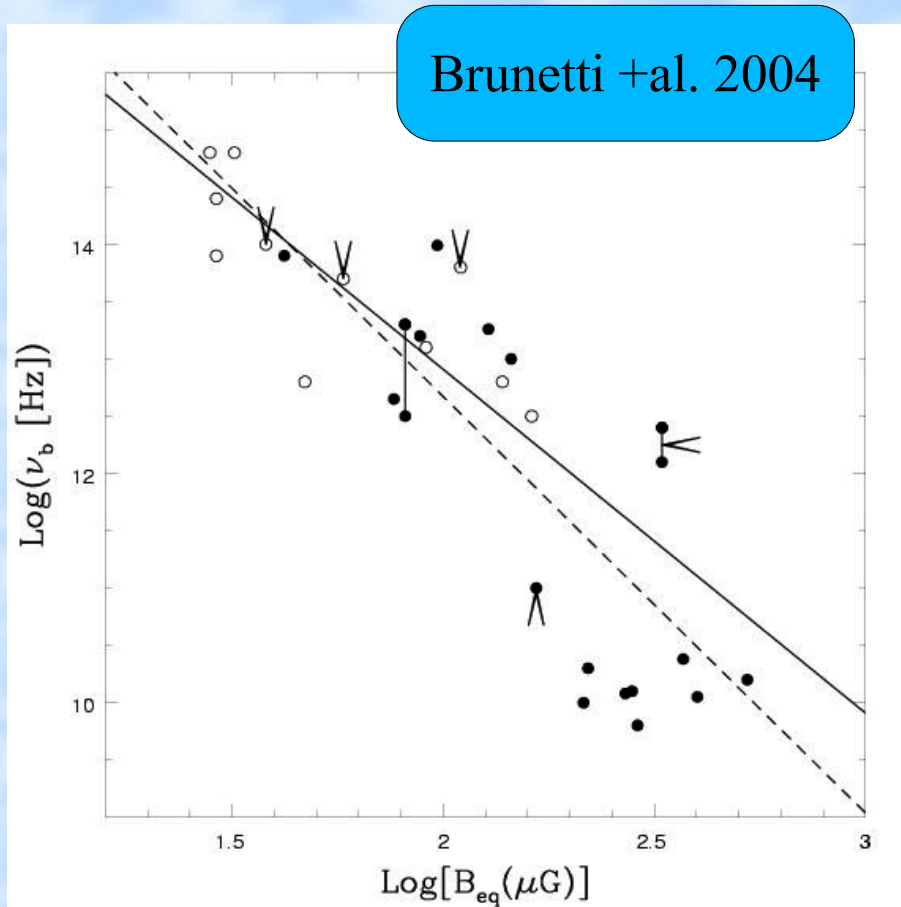 Brunetti +al. 2004
Log(ν_b [Hz])
14
12
10
1.5 2 2.5 3
Log[B_eq(μG)]